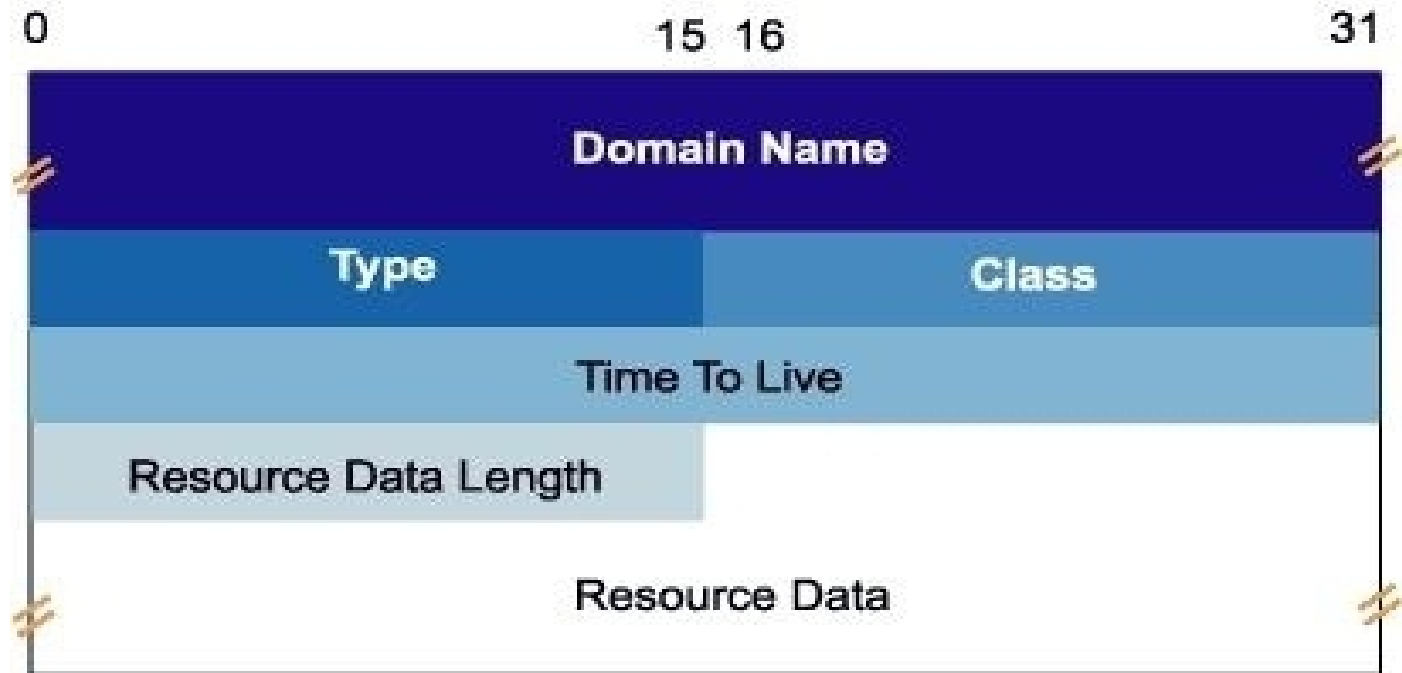 0 15 16 31
Domain Name
Type Class
Time To Live
Resource Data Length
Resource Data